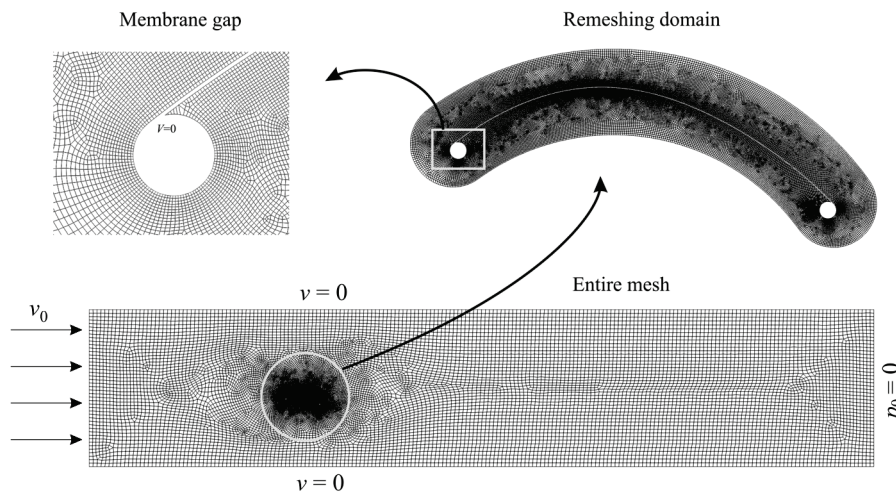 Membrane gap
Remeshing domain
V=0
Entire mesh
v = 0
v₀
p₀ = 0
v = 0